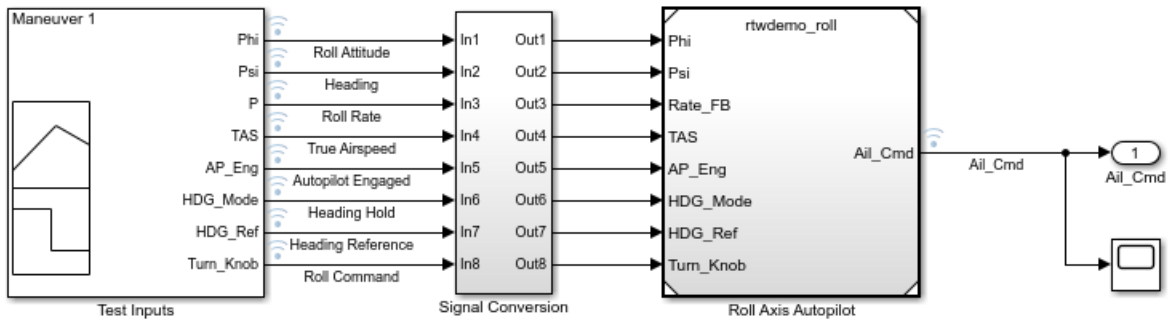 Maneuver 1
Phi
Psi
P
TAS
AP_Eng
HDG_Mode
HDG_Ref
Turn_Knob
Test Inputs
Roll Attitude
Heading
Roll Rate
True Airspeed
Autopilot Engaged
Heading Hold
Heading Reference
Roll Command
In1 Out1
In2 Out2
In3 Out3
In4 Out4
In5 Out5
In6 Out6
In7 Out7
In8 Out8
Signal Conversion
rtwdemo_roll
Phi
Psi
Rate_FB
TAS
AP_Eng
HDG_Mode
HDG_Ref
Turn_Knob
Ail_Cmd
Roll Axis Autopilot
Ail_Cmd
1
Ail_Cmd